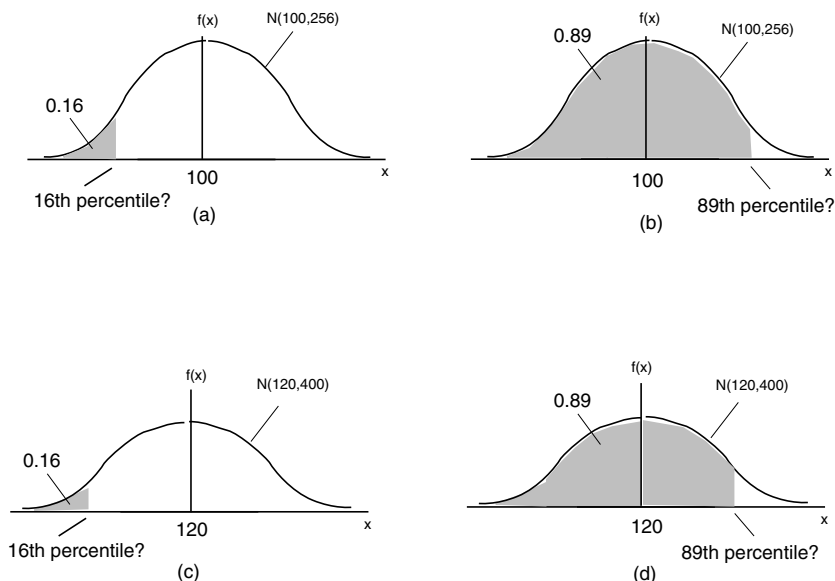 f(x)
N(100,256)
0.16
100
x
16th percentile?
(a)
f(x)
N(100,256)
0.89
100
x
89th percentile?
(b)
f(x)
N(120,400)
0.16
120
x
16th percentile?
(c)
f(x)
N(120,400)
0.89
120
x
89th percentile?
(d)